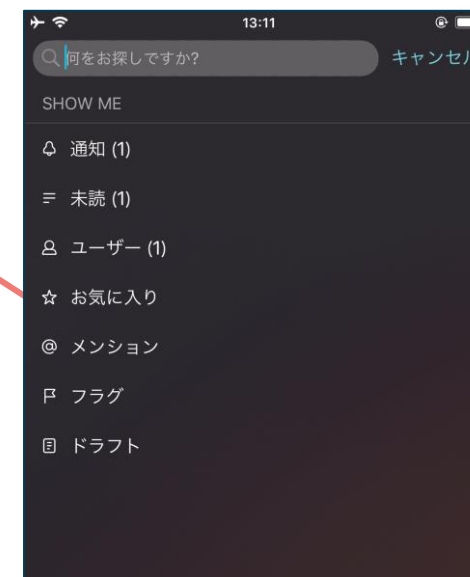 13:11
何をお探しですか?
キャンセル
SHOW ME
通知 (1)
未読 (1)
ユーザー (1)
お気に入り
メンション
フラグ
ドラフト